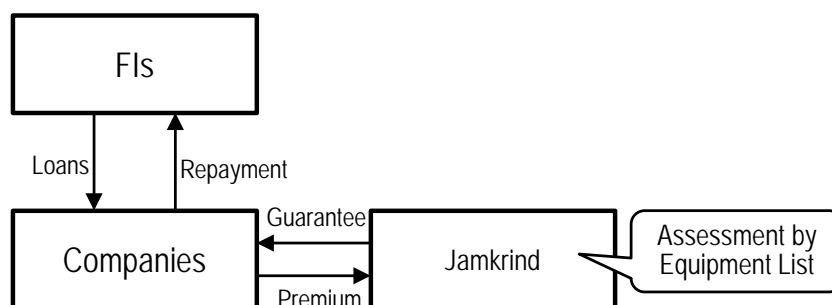 FIs
Loans
Repayment
Companies
Guarantee
Premium
Jamkrind
Assessment by
Equipment List